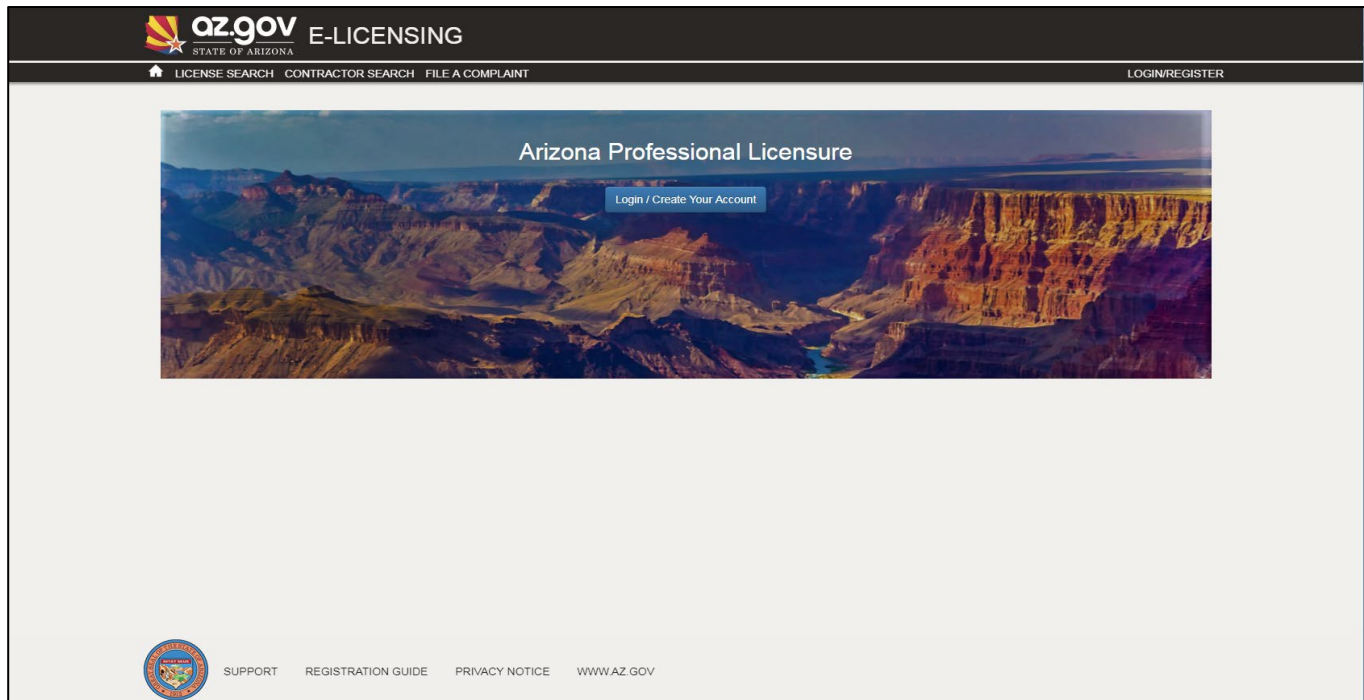 az.gov E-LICENSING
STATE OF ARIZONA
LICENSE SEARCH CONTRACTOR SEARCH FILE A COMPLAINT LOGIN/REGISTER
Arizona Professional Licensure
Login / Create Your Account
SUPPORT REGISTRATION GUIDE PRIVACY NOTICE WWW.AZ.GOV